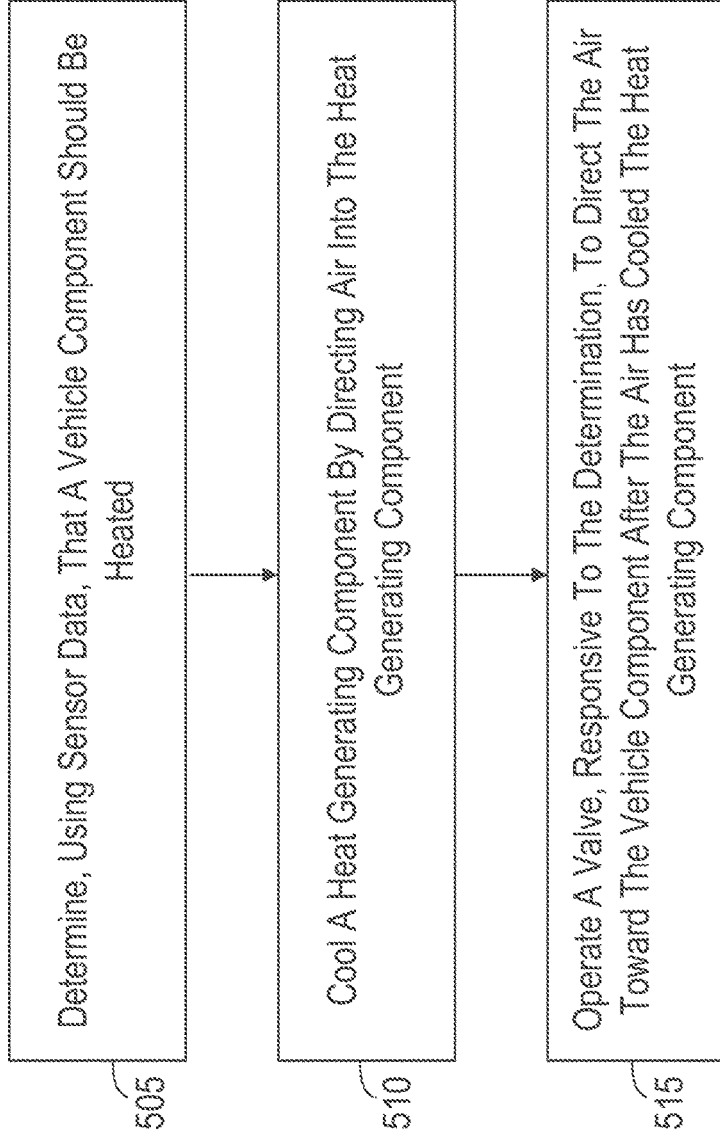 Determine, Using Sensor Data, That A Vehicle Component Should Be
Heated
505
Cool A Heat Generating Component By Directing Air Into The Heat
Generating Component
510
Operate A Valve, Responsive To The Determination, To Direct The Air
Toward The Vehicle Component After The Air Has Cooled The Heat
Generating Component
515